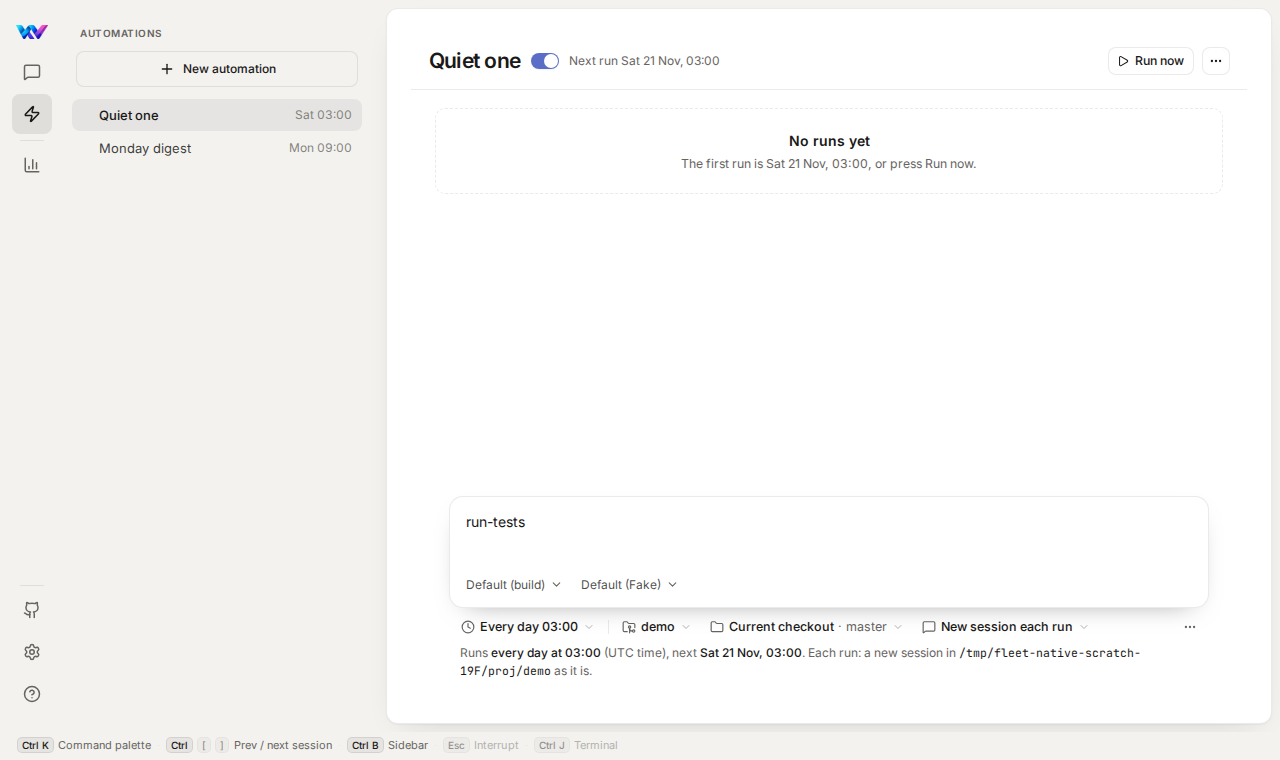 AUTOMATIONS
New automation
Quiet one Sat 03:00
Monday digest Mon 09:00
Quiet one Next run Sat 21 Nov, 03:00 Run now
No runs yet
The first run is Sat 21 Nov, 03:00, or press Run now.
run-tests
Default (build) Default (Fake)
Every day 03:00 demo Current checkout · master New session each run
Runs every day at 03:00 (UTC time), next Sat 21 Nov, 03:00. Each run: a new session in /tmp/fleet-native-scratch-
19F/proj/demo as it is.
Ctrl K Command palette Ctrl [ ] Prev / next session Ctrl B Sidebar Esc Interrupt Ctrl J Terminal